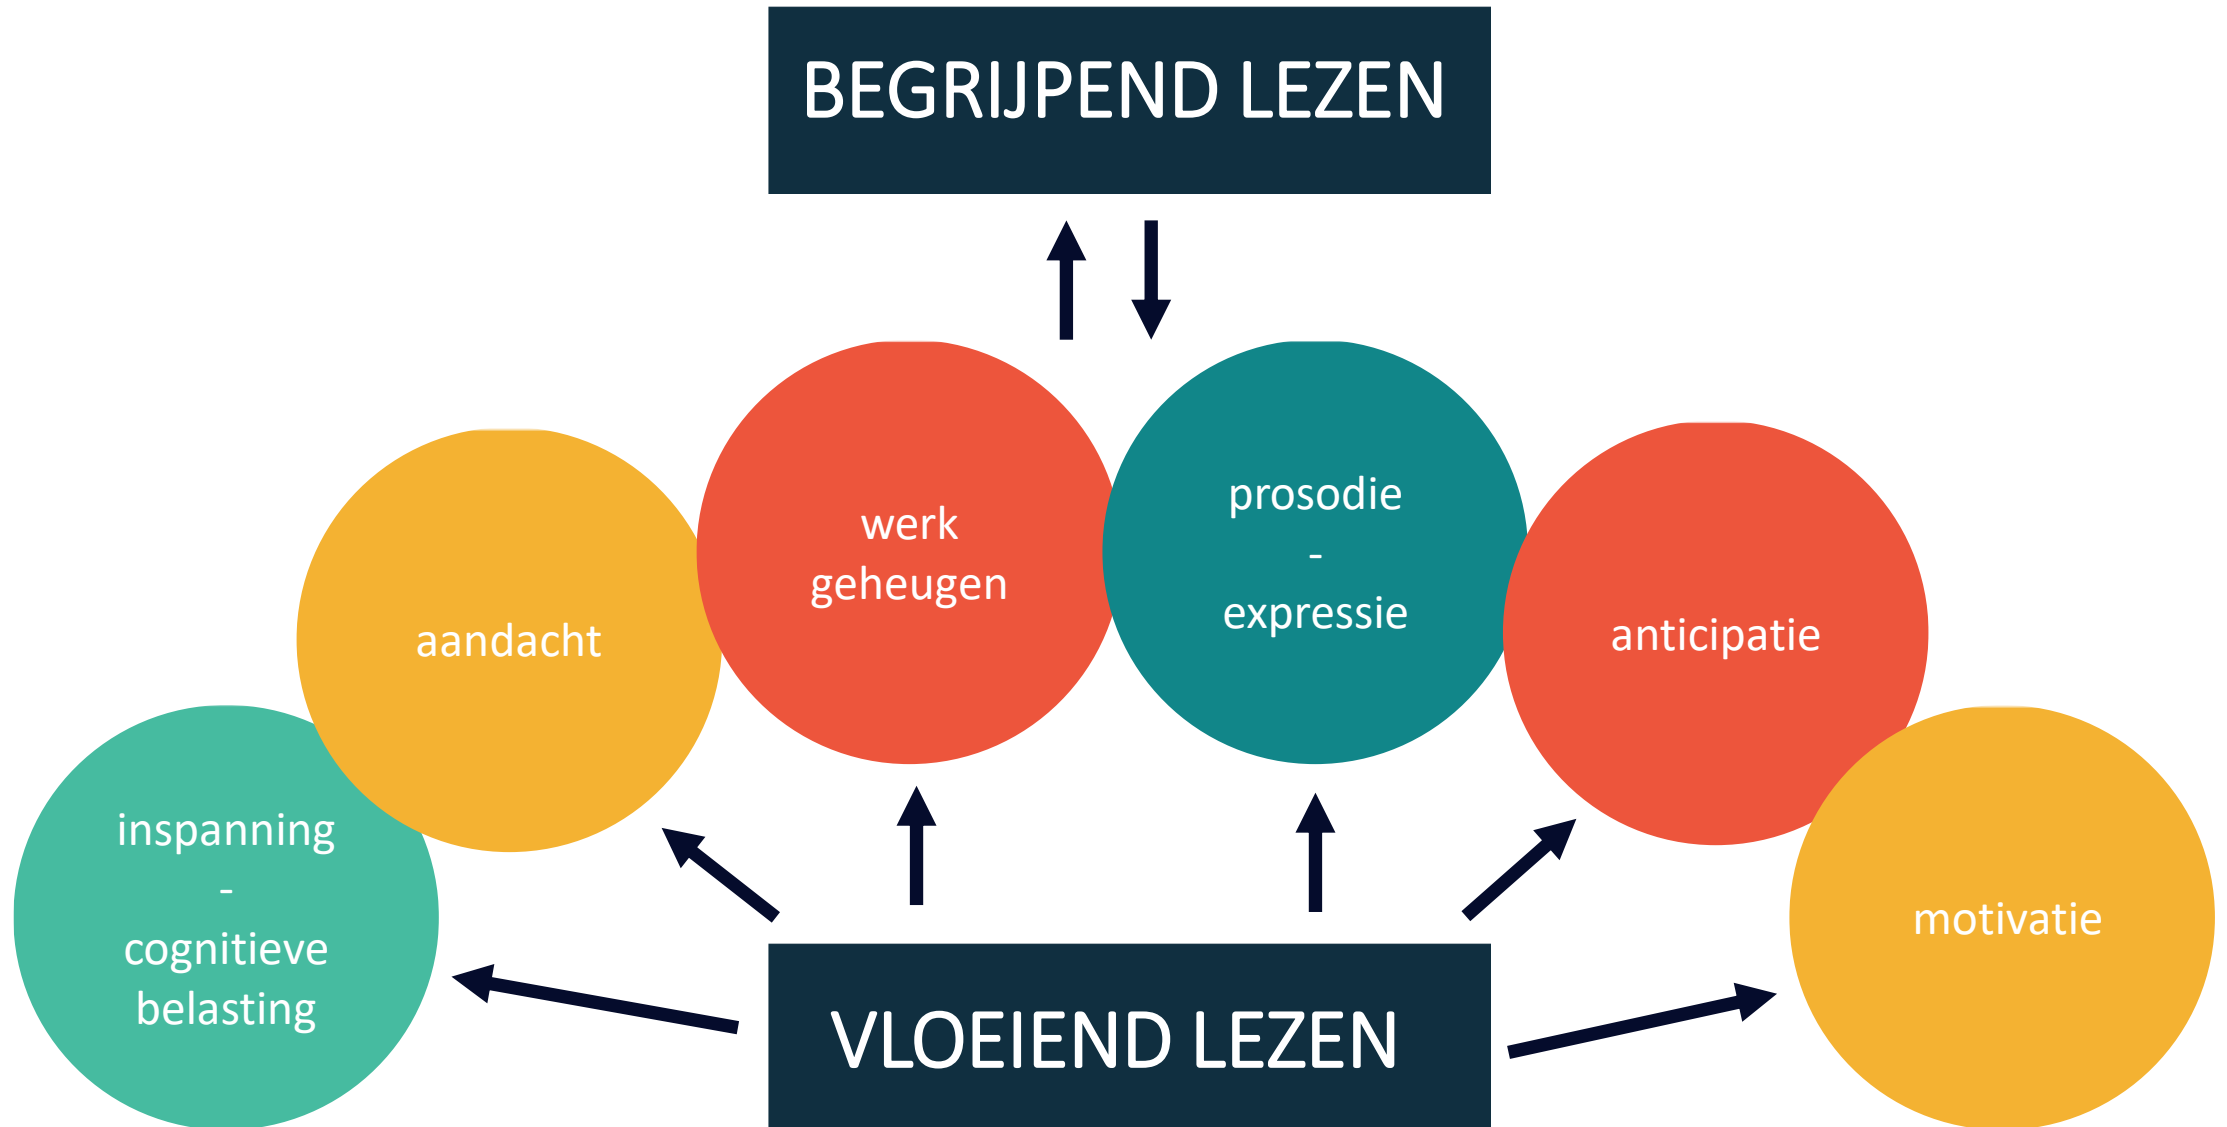 BEGRIJPEND LEZEN
inspanning
-
cognitieve
belasting
aandacht
werk
geheugen
prosodie
-
expressie
anticipatie
motivatie
VLOEIEND LEZEN